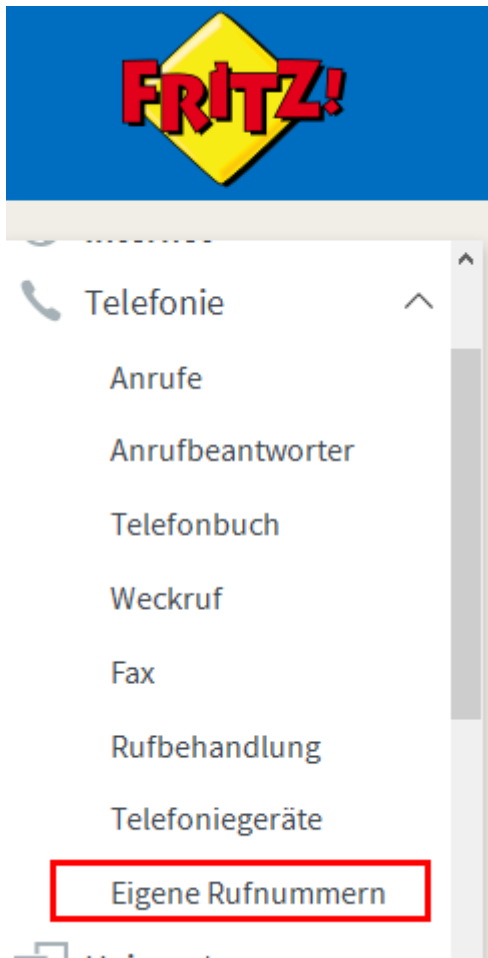 FRITZ!
Telefonie
Anrufe
Anrufbeantworter
Telefonbuch
Weckruf
Fax
Rufbehandlung
Telefoniegeräte
Eigene Rufnummern